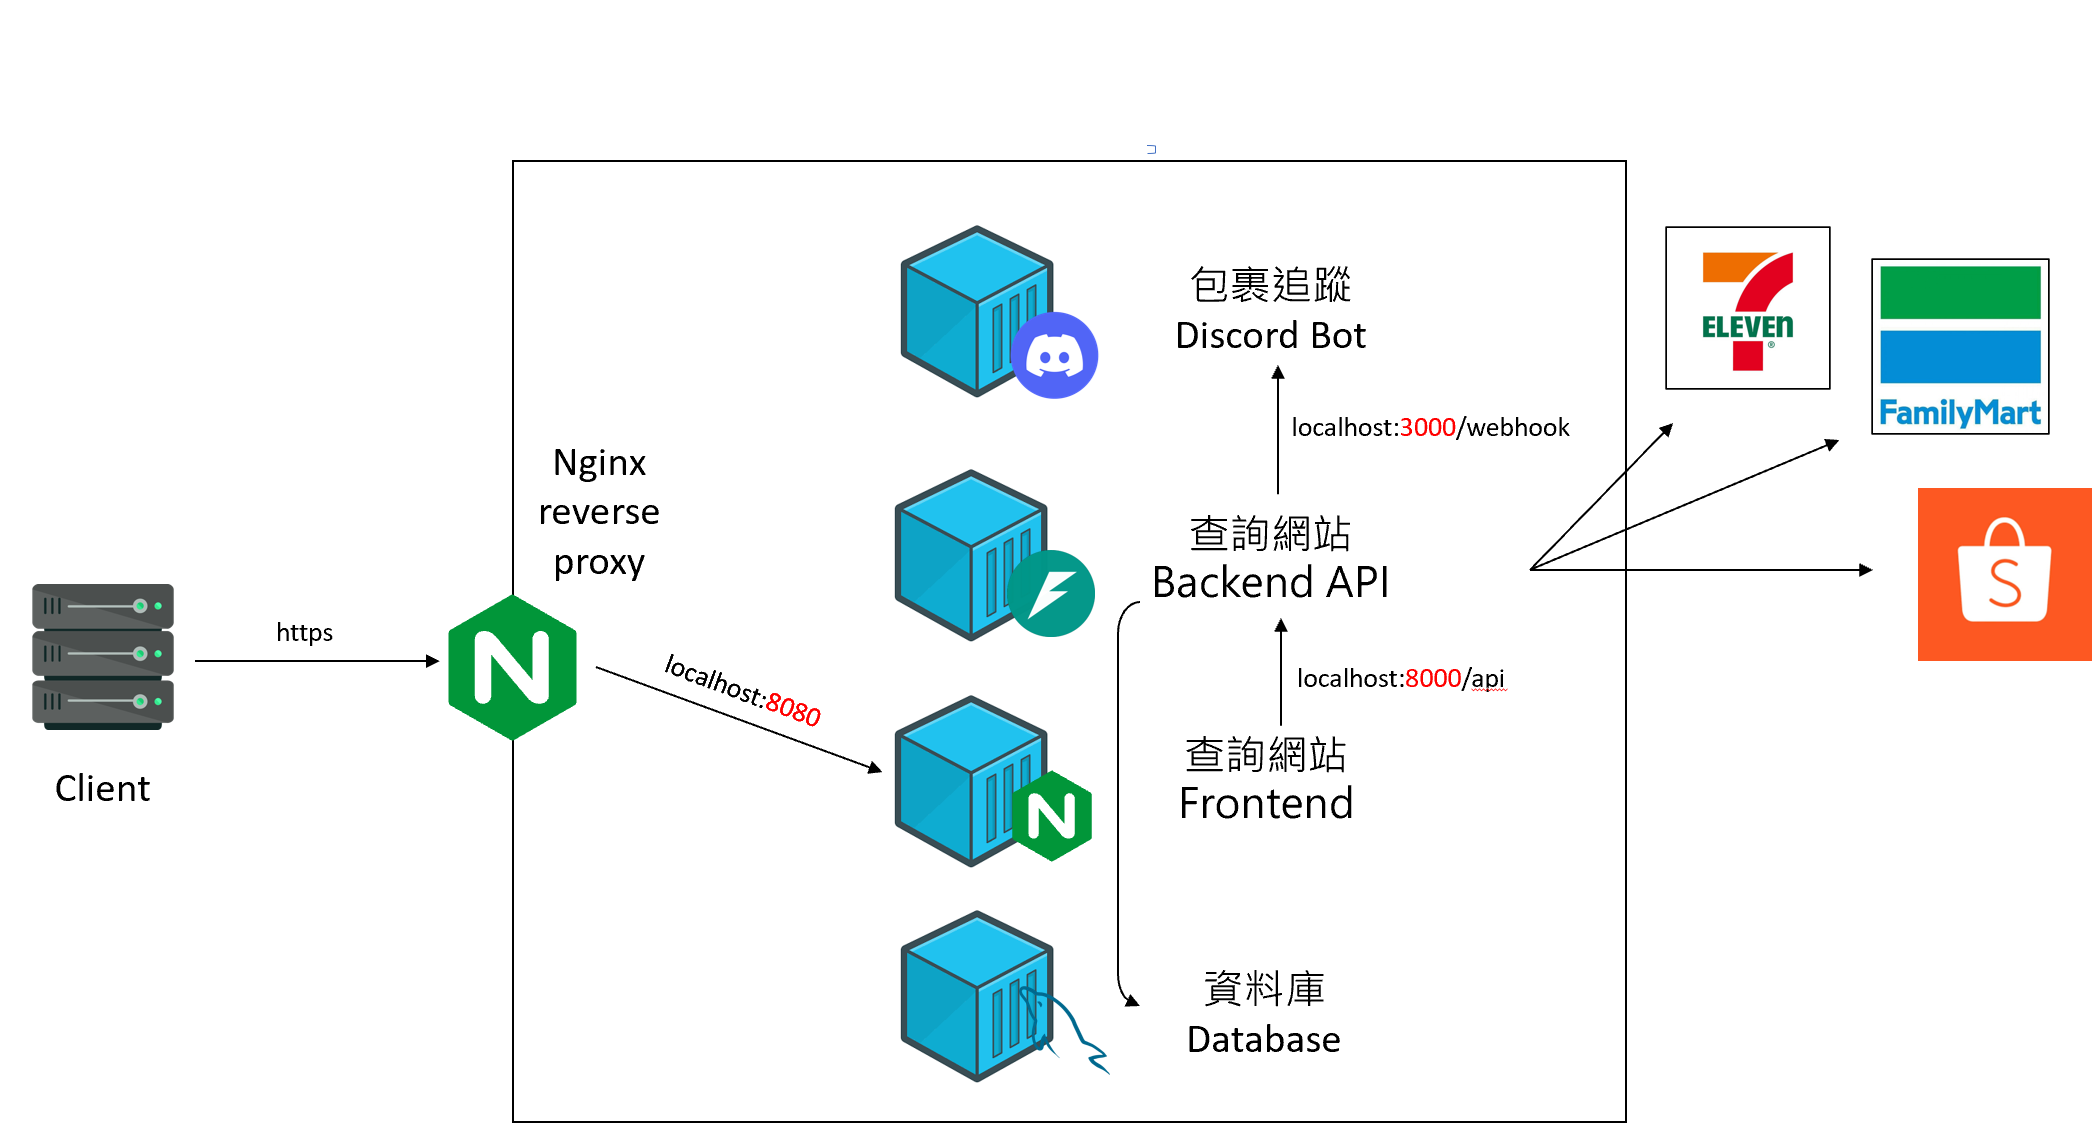 Client
https
Nginx
reverse
proxy
localhost:8080
包裹追蹤
Discord Bot
localhost:3000/webhook
查詢網站
Backend API
localhost:8000/api
查詢網站
Frontend
資料庫
Database
7
ELEVEn
®
FamilyMart
S
N
N